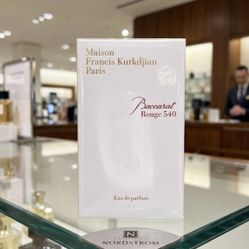 Maison
Francis Kurkdjian
Paris
Baccarat
Rouge 540
Eau de parfum
N
NORDSTROM